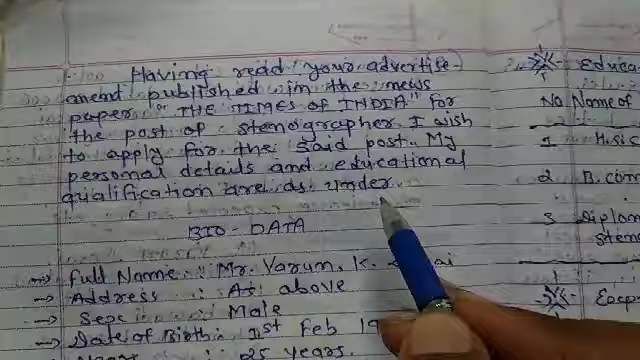 Having read your advertise-
ment published in the news
paper "THE TIMES OF INDIA" for
the post of stenographer. I wish
to apply for the said post. My
personal details and educational
qualification are as under.
BIO-DATA
→ Full Name : Mr. Varun. K.
→ Address : As above
→ Sex : Male
→ Date of Birth : 1st Feb 19
: 25 years.
Educa
No Name of
1 H.S.C
2 B.com
3 Diplom
sten